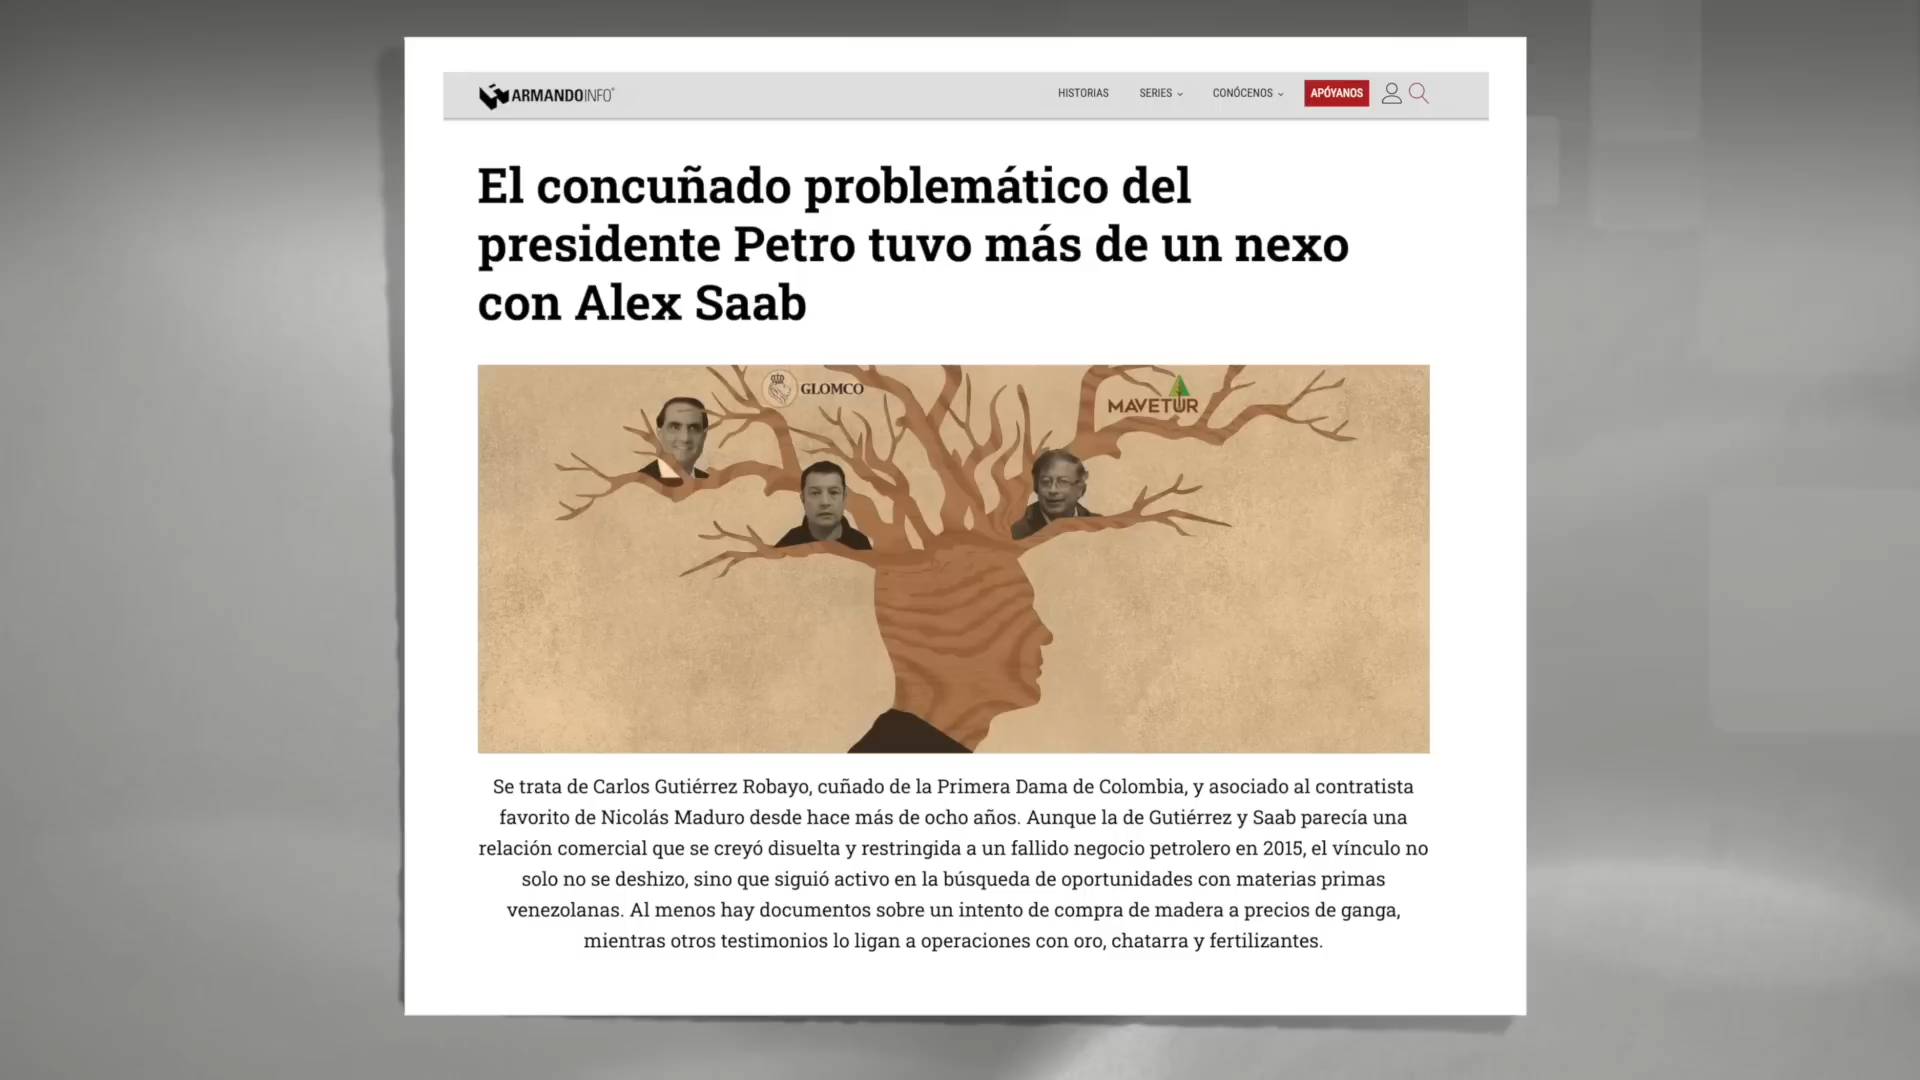 ARMANDOINFO
HISTORIAS SERIES CONÓCENOS APÓYANOS
El concuñado problemático del
presidente Petro tuvo más de un nexo
con Alex Saab
GLOMCO
MAVETUR
Se trata de Carlos Gutiérrez Robayo, cuñado de la Primera Dama de Colombia, y asociado al contratista
favorito de Nicolás Maduro desde hace más de ocho años. Aunque la de Gutiérrez y Saab parecía una
relación comercial que se creyó disuelta y restringida a un fallido negocio petrolero en 2015, el vínculo no
solo no se deshizo, sino que siguió activo en la búsqueda de oportunidades con materias primas
venezolanas. Al menos hay documentos sobre un intento de compra de madera a precios de ganga,
mientras otros testimonios lo ligan a operaciones con oro, chatarra y fertilizantes.